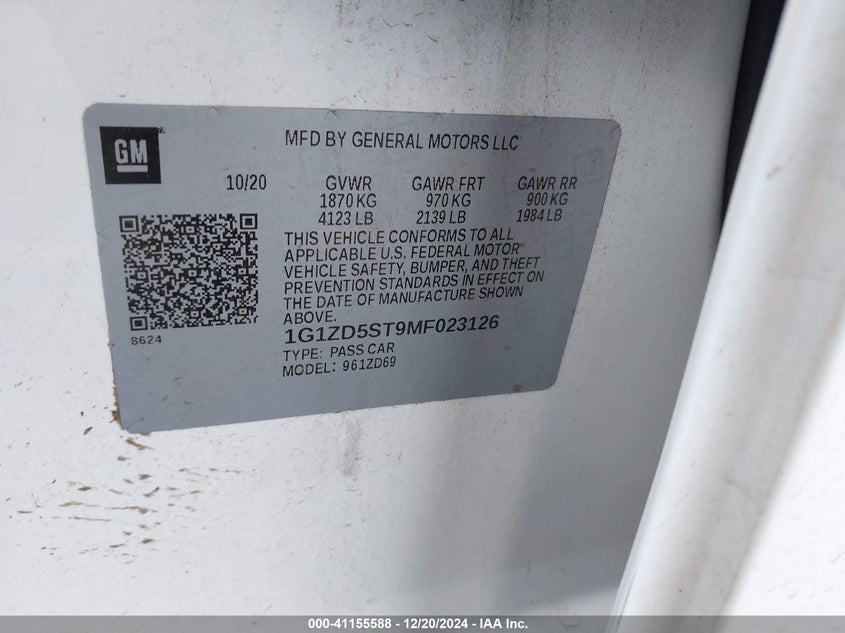 GM
MFD BY GENERAL MOTORS LLC
10/20 GVWR GAWR FRT GAWR RR
1870 KG 970 KG 900 KG
4123 LB 2139 LB 1984 LB
THIS VEHICLE CONFORMS TO ALL
APPLICABLE U.S. FEDERAL MOTOR
VEHICLE SAFETY, BUMPER, AND THEFT
PREVENTION STANDARDS IN EFFECT ON
THE DATE OF MANUFACTURE SHOWN
ABOVE.
8624
1G1ZD5ST9MF023126
TYPE: PASS CAR
MODEL: 961ZD69
000-41155588 - 12/20/2024 - IAA Inc.